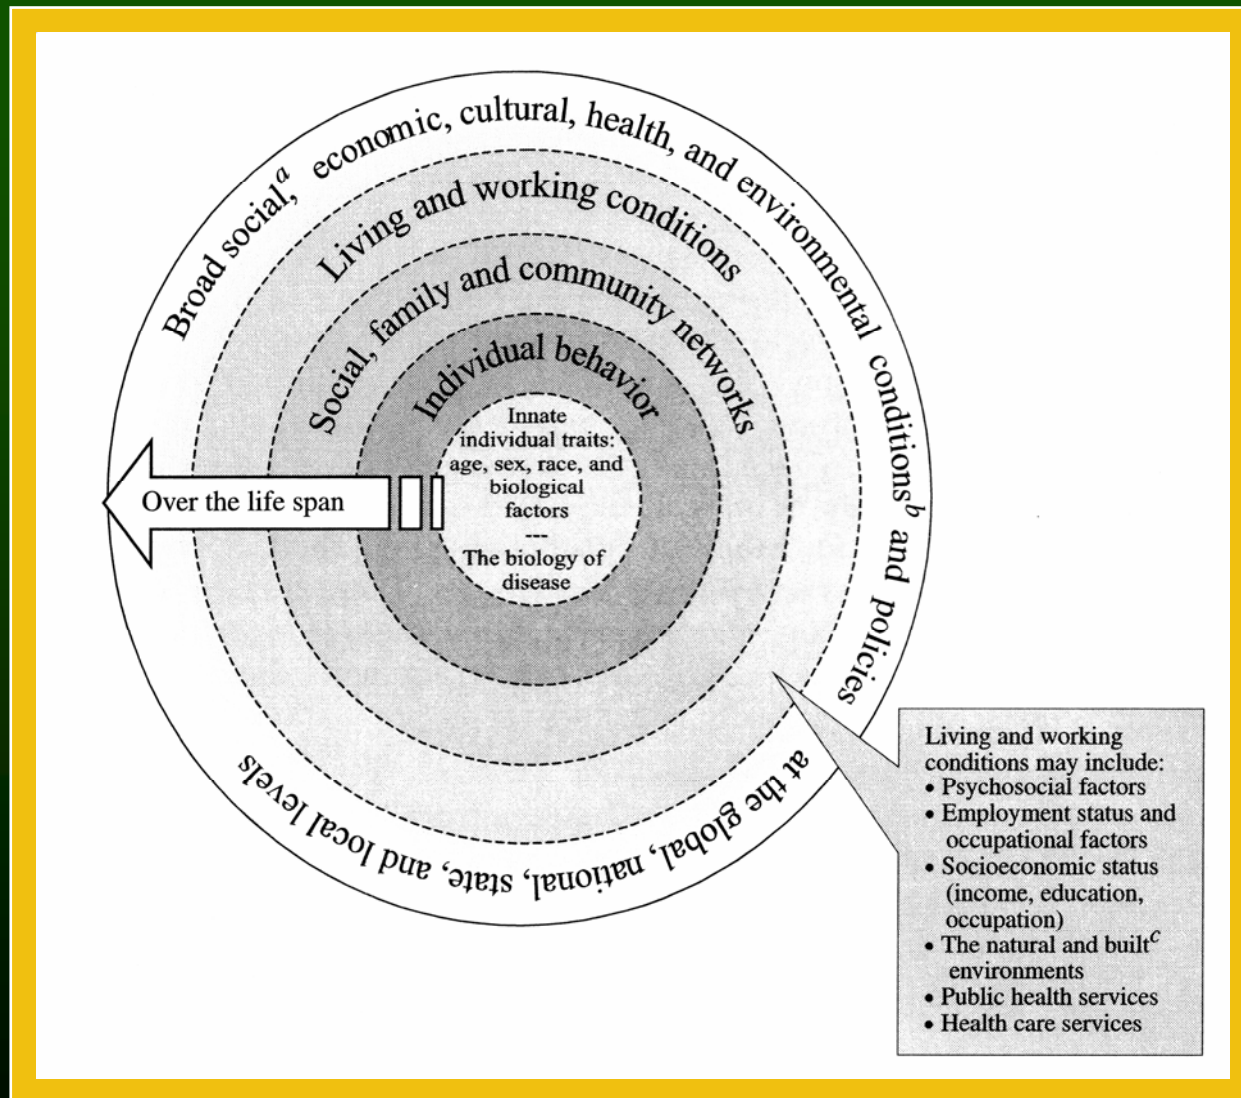 Broad social,a economic, cultural, health, and environmental conditionsb and policies
at the global, national, state, and local levels
Living and working conditions
Social, family and community networks
Individual behavior
Innate
individual traits:
age, sex, race, and
biological
factors
---
The biology of
disease
Over the life span
Living and working
conditions may include:
• Psychosocial factors
• Employment status and
occupational factors
• Socioeconomic status
(income, education,
occupation)
• The natural and builtc
environments
• Public health services
• Health care services